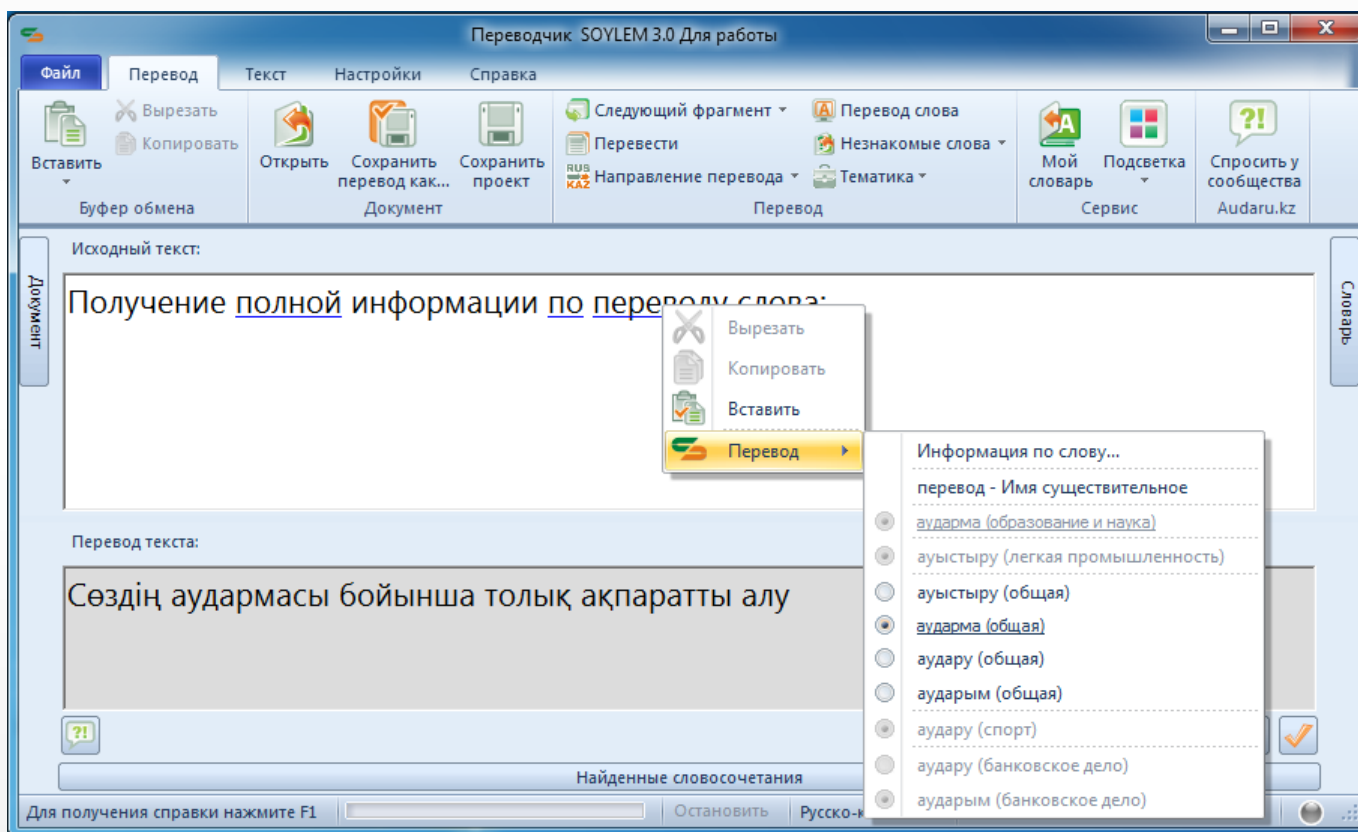 Переводчик SOYLEM 3.0 Для работы
Файл Перевод Текст Настройки Справка
Вставить
Вырезать
Копировать
Буфер обмена
Открыть
Сохранить перевод как...
Сохранить проект
Документ
Следующий фрагмент
Перевести
RUS KAZ Направление перевода
Перевод слова
Незнакомые слова
Тематика
Перевод
Мой словарь
Подсветка
Сервис
Спросить у сообщества
Audaru.kz
Документ
Исходный текст:
Получение полной информации по переводу слова:
Словарь
Вырезать
Копировать
Вставить
Перевод
Информация по слову...
перевод - Имя существительное
аударма (образование и наука)
ауыстыру (легкая промышленность)
ауыстыру (общая)
аударма (общая)
аудару (общая)
аударым (общая)
аудару (спорт)
аудару (банковское дело)
аударым (банковское дело)
Перевод текста:
Сөздің аудармасы бойынша толық ақпаратты алу
?!
Найденные словосочетания
Для получения справки нажмите F1 Остановить Русско-к